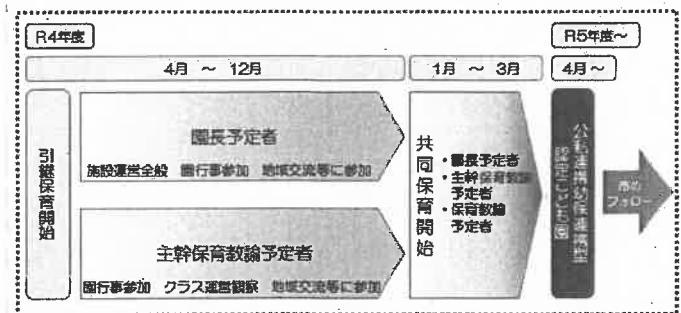 R4年度
R5年度～
4月 ～ 12月
1月 ～ 3月
4月～
引継保育開始
園長予定者
施設運営全般 園行事参加 地域交流等に参加
主幹保育教諭予定者
園行事参加 クラス運営観察 地域交流等に参加
共同保育開始
・園長予定者
・主幹保育教諭
予定者
・保育教諭
予定者
公私連携幼保連携型
認定こども園
市の
フォロー